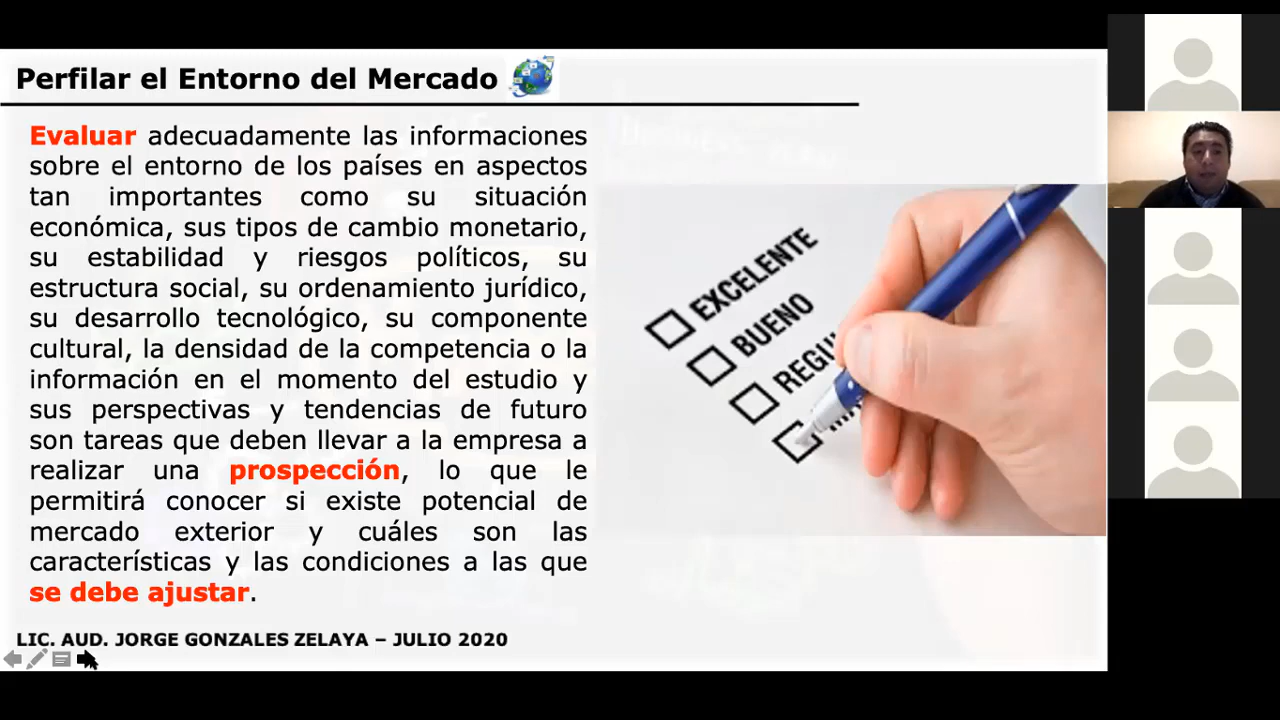 Perfilar el Entorno del Mercado
Evaluar adecuadamente las informaciones
sobre el entorno de los países en aspectos
tan importantes como su situación
económica, sus tipos de cambio monetario,
su estabilidad y riesgos políticos, su
estructura social, su ordenamiento jurídico,
su desarrollo tecnológico, su componente
cultural, la densidad de la competencia o la
información en el momento del estudio y
sus perspectivas y tendencias de futuro
son tareas que deben llevar a la empresa a
realizar una prospección, lo que le
permitirá conocer si existe potencial de
mercado exterior y cuáles son las
características y las condiciones a las que
se debe ajustar.
EXCELENTE
BUENO
LIC. AUD. JORGE GONZALES ZELAYA – JULIO 2020